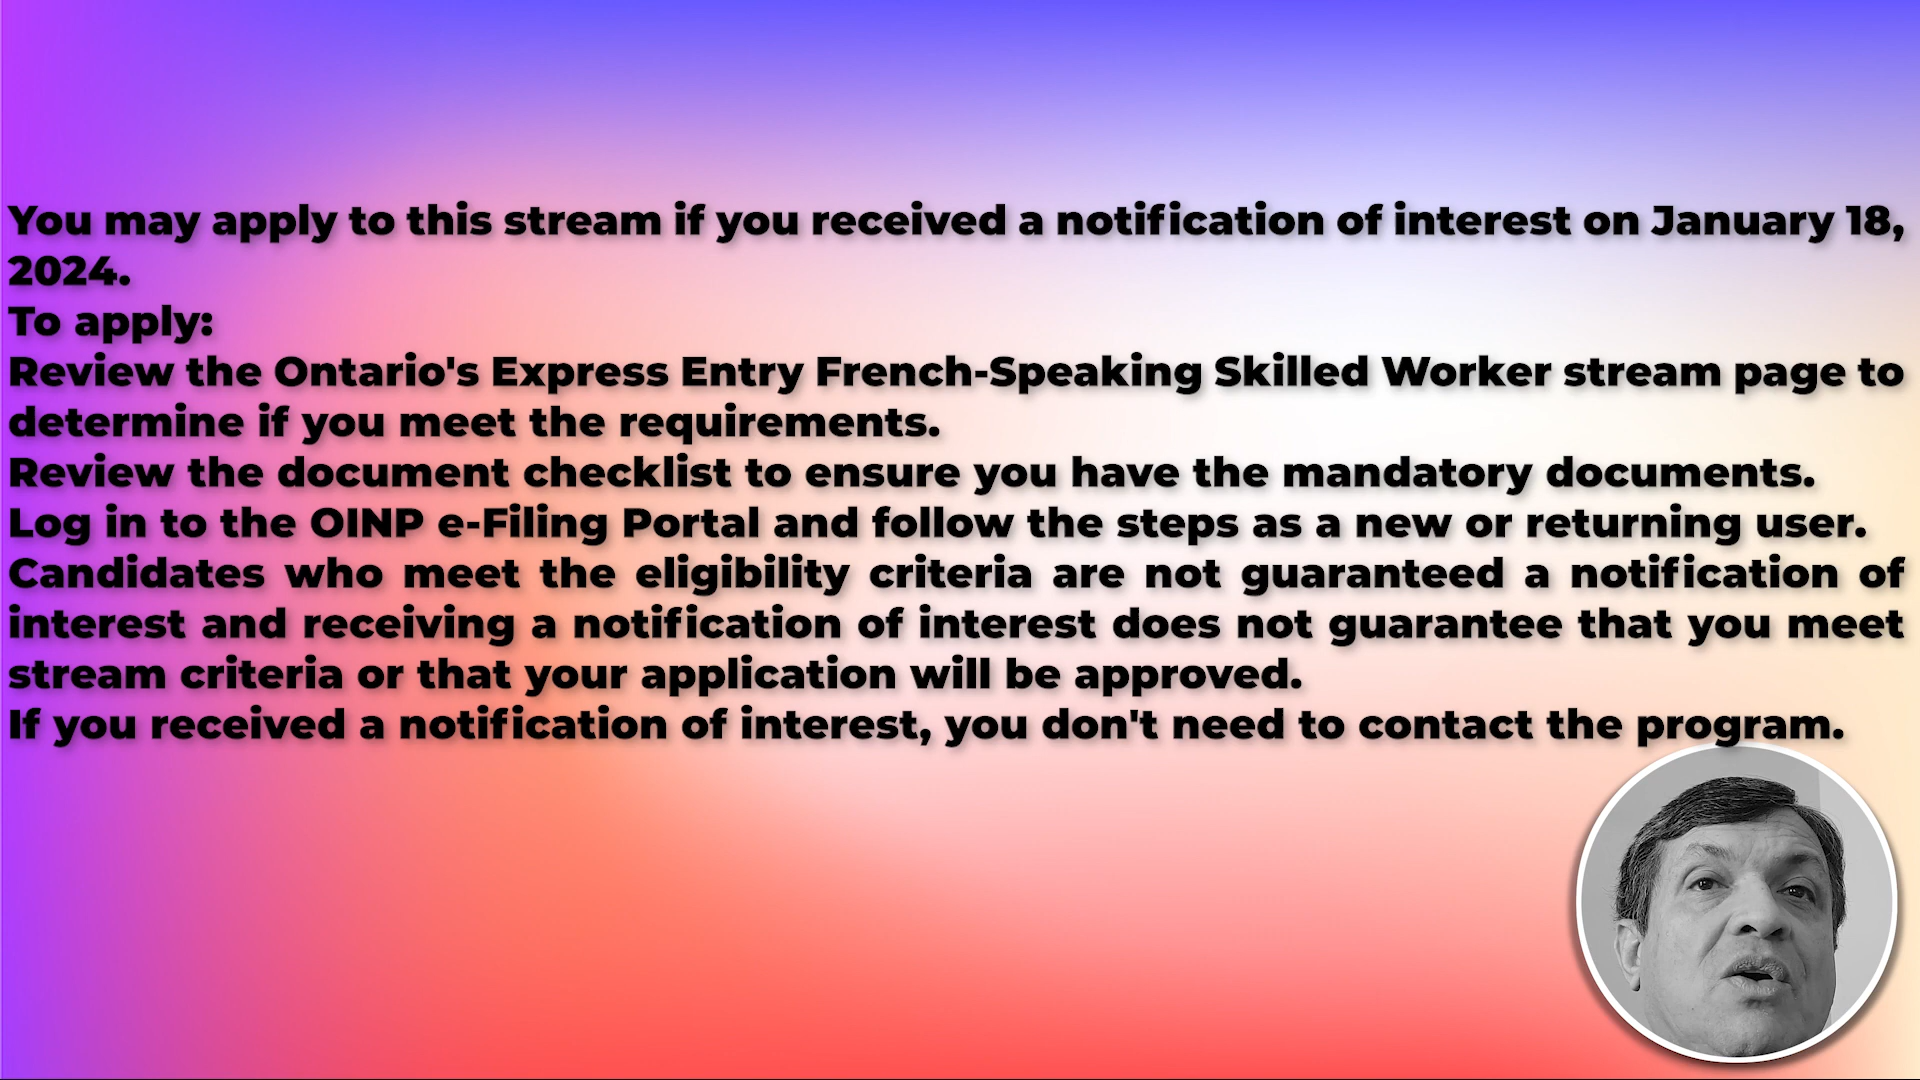 You may apply to this stream if you received a notification of interest on January 18,
2024.
To apply:
Review the Ontario's Express Entry French-Speaking Skilled Worker stream page to
determine if you meet the requirements.
Review the document checklist to ensure you have the mandatory documents.
Log in to the OINP e-Filing Portal and follow the steps as a new or returning user.
Candidates who meet the eligibility criteria are not guaranteed a notification of
interest and receiving a notification of interest does not guarantee that you meet
stream criteria or that your application will be approved.
If you received a notification of interest, you don't need to contact the program.